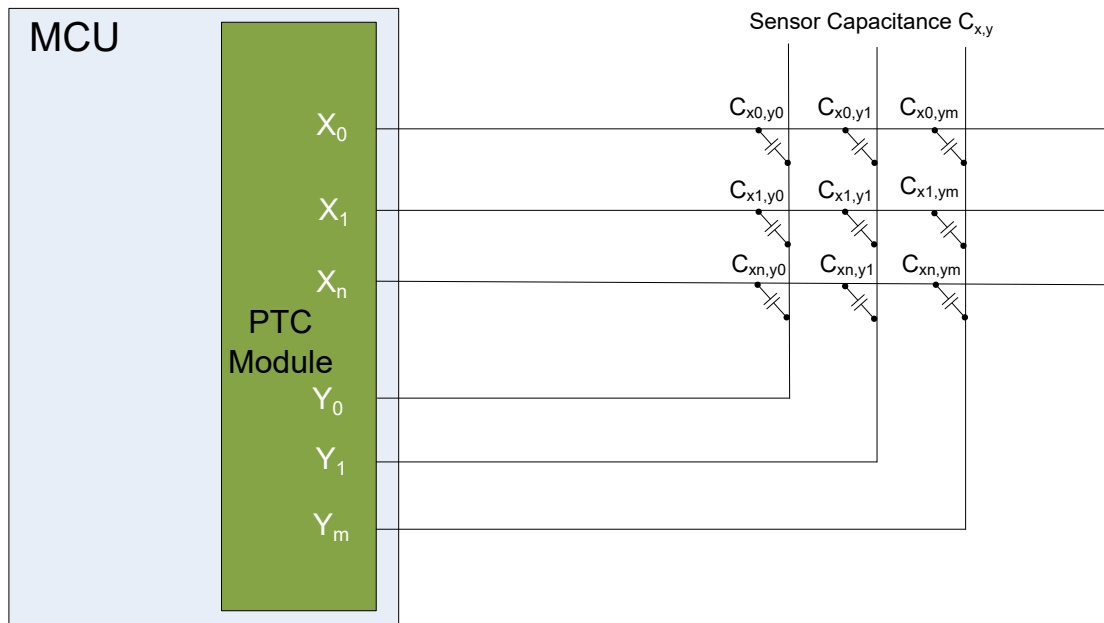 MCU
Sensor Capacitance Cx,y
X0
Cx0,y0 Cx0,y1 Cx0,ym
X1
Cx1,y0 Cx1,y1 Cx1,ym
Xn
Cxn,y0 Cxn,y1 Cxn,ym
PTC
Module
Y0
Y1
Ym